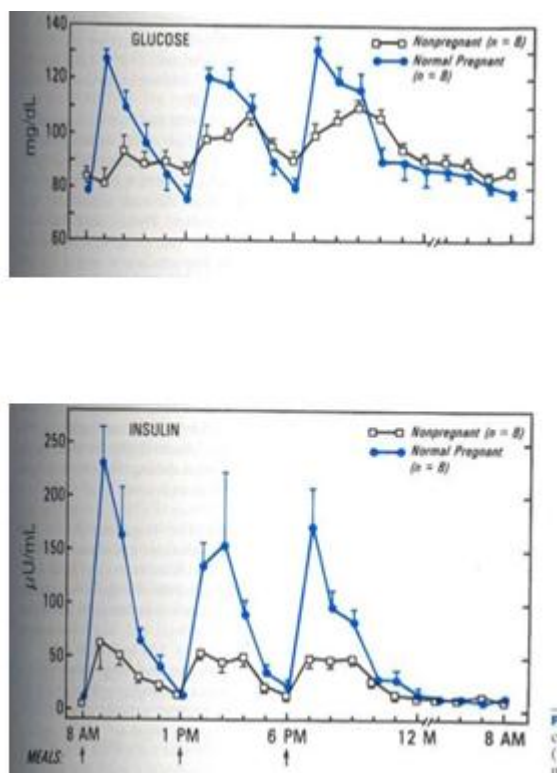 140
GLUCOSE
Nonpregnant (n = 8)
Normal Pregnant
(n = 8)
120
mg/dL
100
80
60
INSULIN
Nonpregnant (n = 8)
Normal Pregnant
(n = 8)
250
200
150
µU/mL
100
50
0
8 AM 1 PM 6 PM 12 M 8 AM
MEALS: